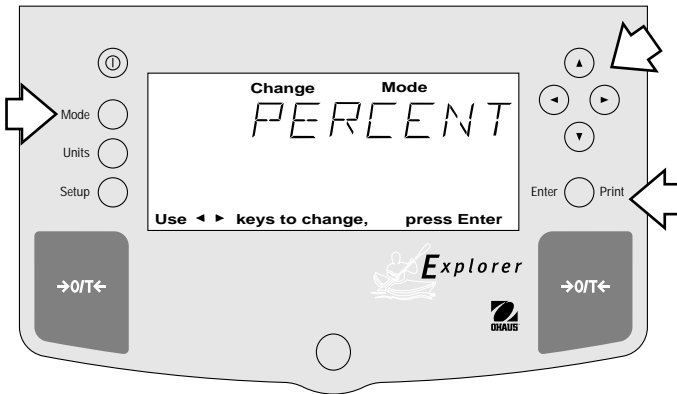 Change Mode
PERCENT
Use ◄ ► keys to change, press Enter
Mode
Units
Setup
Enter Print
→0/T←
→0/T←
Explorer
OHAUS